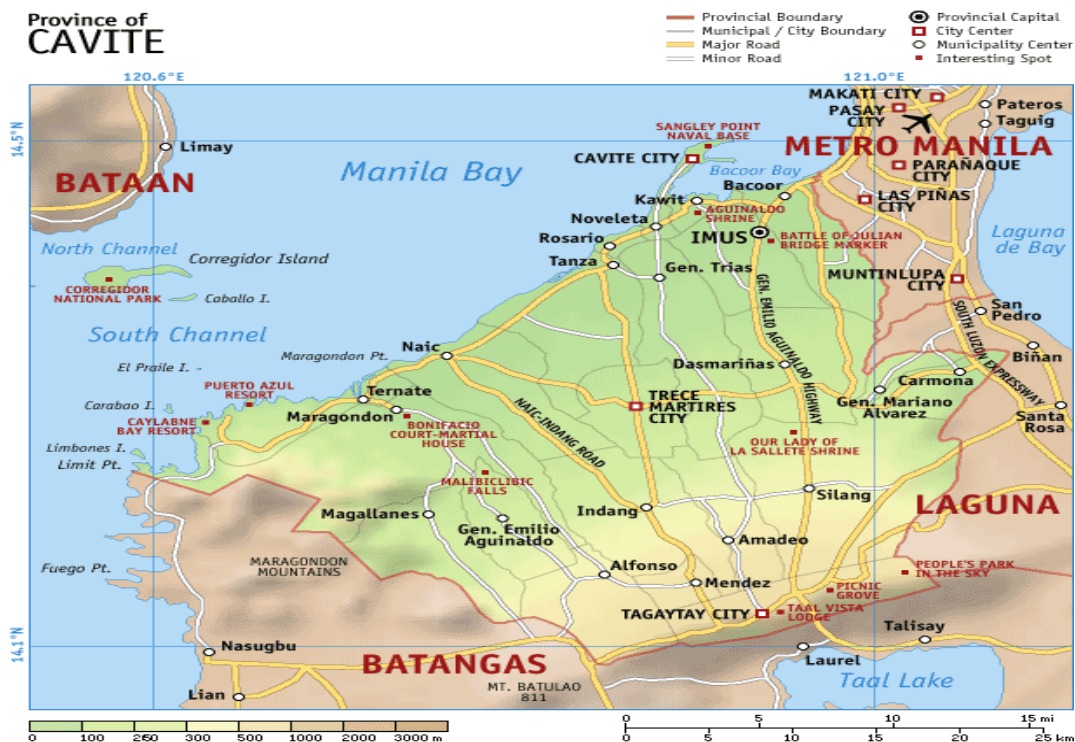 Province of
CAVITE
Provincial Boundary
Municipal / City Boundary
Major Road
Minor Road
Provincial Capital
City Center
Municipality Center
Interesting Spot
120.6°E
121.0°E
14.5°N
14.1°N
MAKATI CITY
PASAY
CITY
Pateros
Taguig
METRO MANILA
PARAÑAQUE
CITY
LAS PIÑAS
CITY
MUNTINLUPA
CITY
Laguna
de Bay
Limay
BATAAN
Manila Bay
SANGLEY POINT
NAVAL BASE
CAVITE CITY
Bacoor Bay
Bacoor
Kawit
AGUINALDO
SHRINE
Noveleta
IMUS
BATTLE OF JULIAN
BRIDGE MARKER
Rosario
Tanza
Gen. Trias
North Channel
Corregidor Island
CORREGIDOR
NATIONAL PARK
Caballo I.
South Channel
San
Pedro
Biñan
SOUTH LUZON EXPRESSWAY
GEN. EMILIO AGUINALDO HIGHWAY
Naic
Maragondon Pt.
El Praile I.
PUERTO AZUL
RESORT
Ternate
Carabao I.
Maragondon
CAYLABNE
BAY RESORT
BONIFACIO
COURT-MARTIAL
HOUSE
NAIC-INDANG ROAD
TRECE
MARTIRES
CITY
Dasmariñas
Carmona
Gen. Mariano
Alvarez
Santa
Rosa
Limbones I.
Limit Pt.
OUR LADY OF
LA SALLETE SHRINE
MALIBICLIBIC
FALLS
Silang
LAGUNA
Magallanes
Gen. Emilio
Aguinaldo
Indang
Amadeo
MARAGONDON
MOUNTAINS
Fuego Pt.
Alfonso
Mendez
PEOPLE'S PARK
IN THE SKY
PICNIC
GROVE
TAGAYTAY CITY
TAAL VISTA
LODGE
Talisay
Nasugbu
BATANGAS
Laurel
Taal Lake
Lian
MT. BATULAO
811
0 100 250 300 500 1000 2000 3000 m
0 5 10 15 mi
0 5 10 15 20 25 km